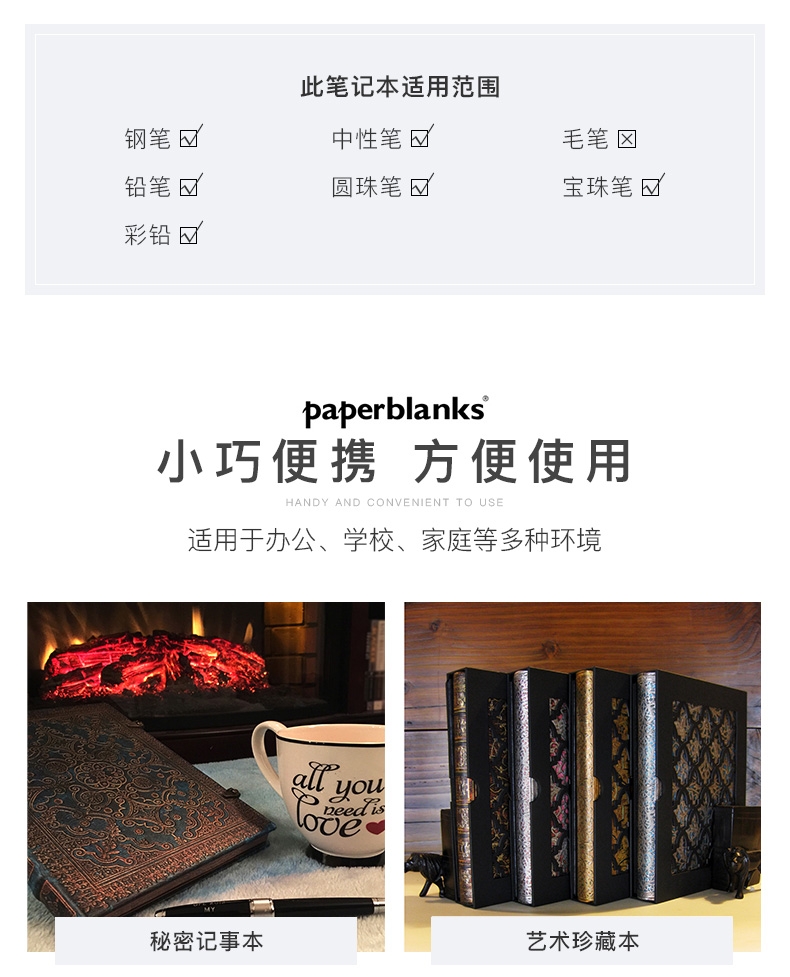 此笔记本适用范围
钢笔 ☑ 中性笔 ☑ 毛笔 ☒
铅笔 ☑ 圆珠笔 ☑ 宝珠笔 ☑
彩铅 ☑
paperblanks®
小巧便携 方便使用
HANDY AND CONVENIENT TO USE
适用于办公、学校、家庭等多种环境
all you
need is
love
MY
秘密记事本
艺术珍藏本